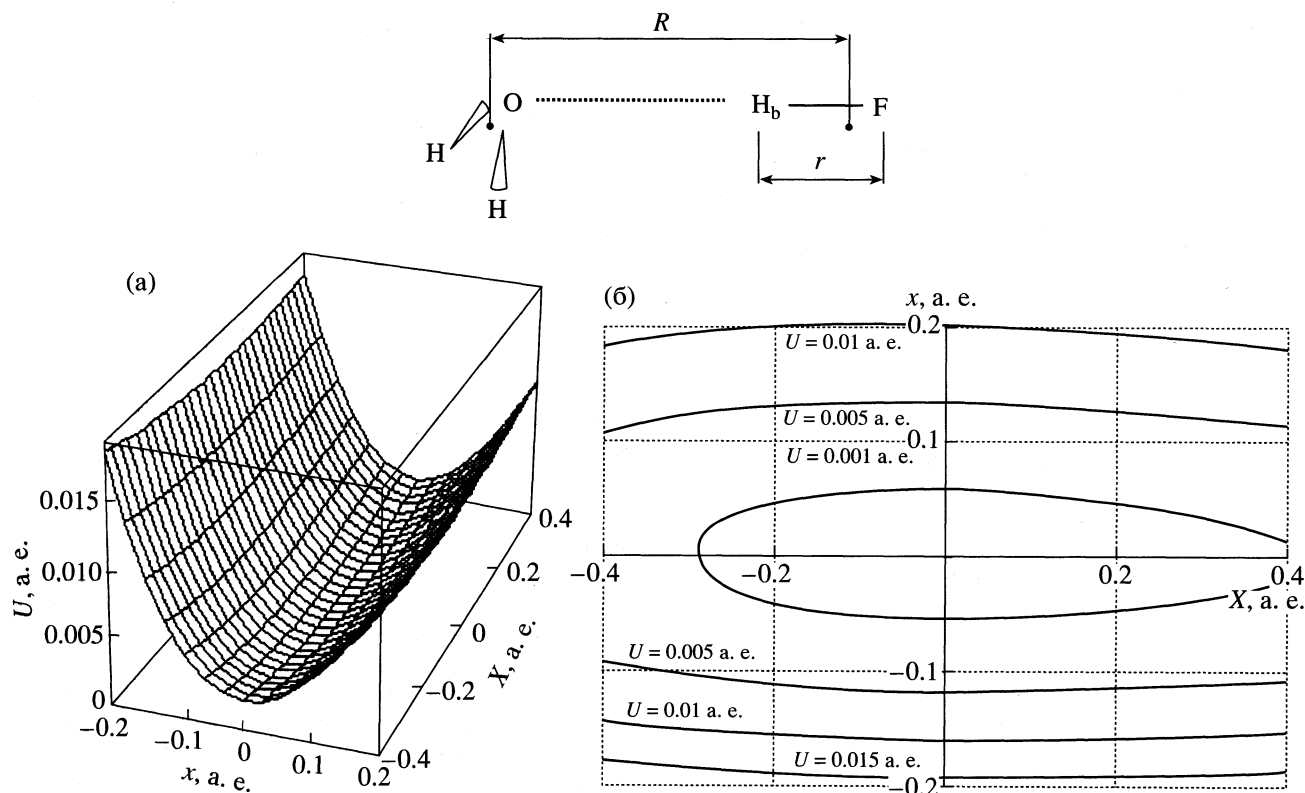 R
O
H_b
F
H
r
H
(а)
0.015
0.010
0.005
0
U, а. е.
−0.2
−0.1
0
0.1
0.2
x, а. е.
−0.4
−0.2
0
0.2
0.4
X, а. е.
(б)
x, а. е.
0.2
U = 0.01 а. е.
U = 0.005 а. е.
0.1
U = 0.001 а. е.
−0.4
−0.2
0.2
0.4
X, а. е.
U = 0.005 а. е.
−0.1
U = 0.01 а. е.
U = 0.015 а. е.
−0.2